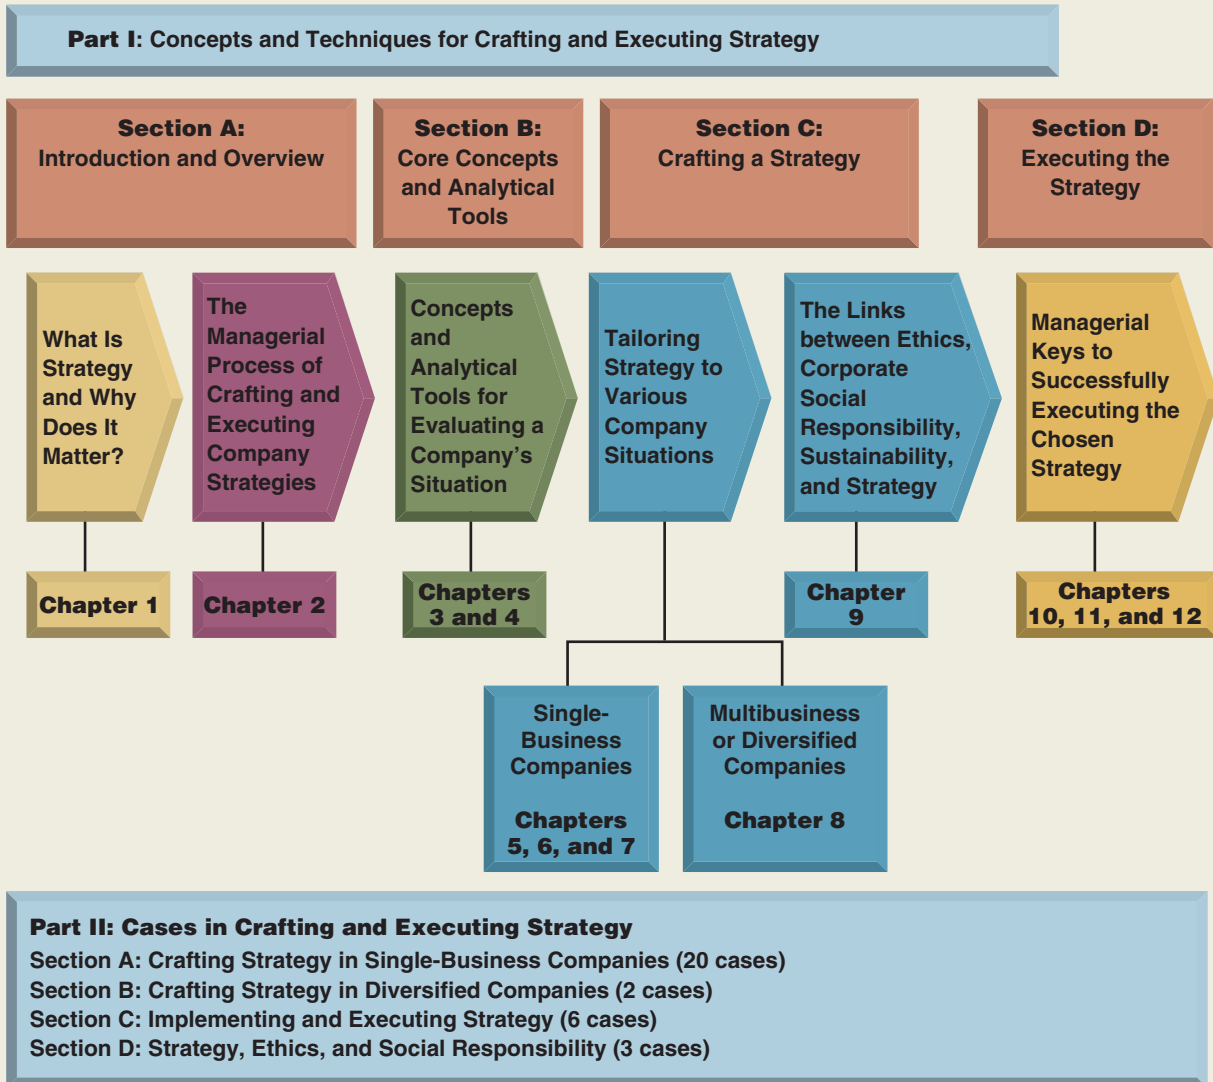 Part I: Concepts and Techniques for Crafting and Executing Strategy
Section A:
Introduction and Overview
Section B:
Core Concepts
and Analytical
Tools
Section C:
Crafting a Strategy
Section D:
Executing the
Strategy
What Is
Strategy
and Why
Does It
Matter?
The
Managerial
Process of
Crafting and
Executing
Company
Strategies
Concepts
and
Analytical
Tools for
Evaluating a
Company’s
Situation
Tailoring
Strategy to
Various
Company
Situations
The Links
between Ethics,
Corporate
Social
Responsibility,
Sustainability,
and Strategy
Managerial
Keys to
Successfully
Executing the
Chosen
Strategy
Chapter 1
Chapter 2
Chapters
3 and 4
Chapter
9
Chapters
10, 11, and 12
Single-
Business
Companies
Chapters
5, 6, and 7
Multibusiness
or Diversified
Companies
Chapter 8
Part II: Cases in Crafting and Executing Strategy
Section A: Crafting Strategy in Single-Business Companies (20 cases)
Section B: Crafting Strategy in Diversified Companies (2 cases)
Section C: Implementing and Executing Strategy (6 cases)
Section D: Strategy, Ethics, and Social Responsibility (3 cases)